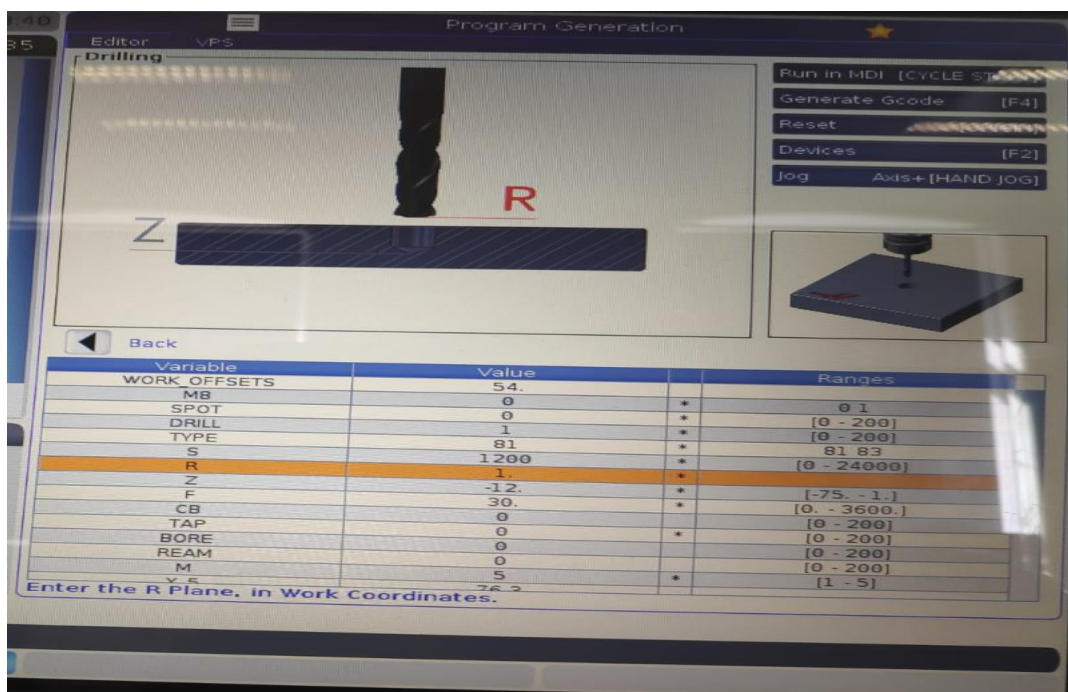 :40
Program Generation
35
Editor VPS
Drilling
Run in MDI [CYCLE
Generate Gcode [F4]
Reset
Devices [F2]
Jog Axis+[HAND JOG]
R
Z
Back
Variable Value Ranges
WORK_OFFSETS 54.
M8 0 * 0 1
SPOT 0 * [0 - 200]
DRILL 1 * [0 - 200]
TYPE 81 * 81 83
S 1200 * [0 - 24000]
R 1. *
Z -12. * [-75. - 1.]
F 30. * [0. - 3600.]
CB 0 [0 - 200]
TAP 0 * [0 - 200]
BORE 0 [0 - 200]
REAM 0 [0 - 200]
M 5 * [1 - 5]
Enter the R Plane, in Work Coordinates.